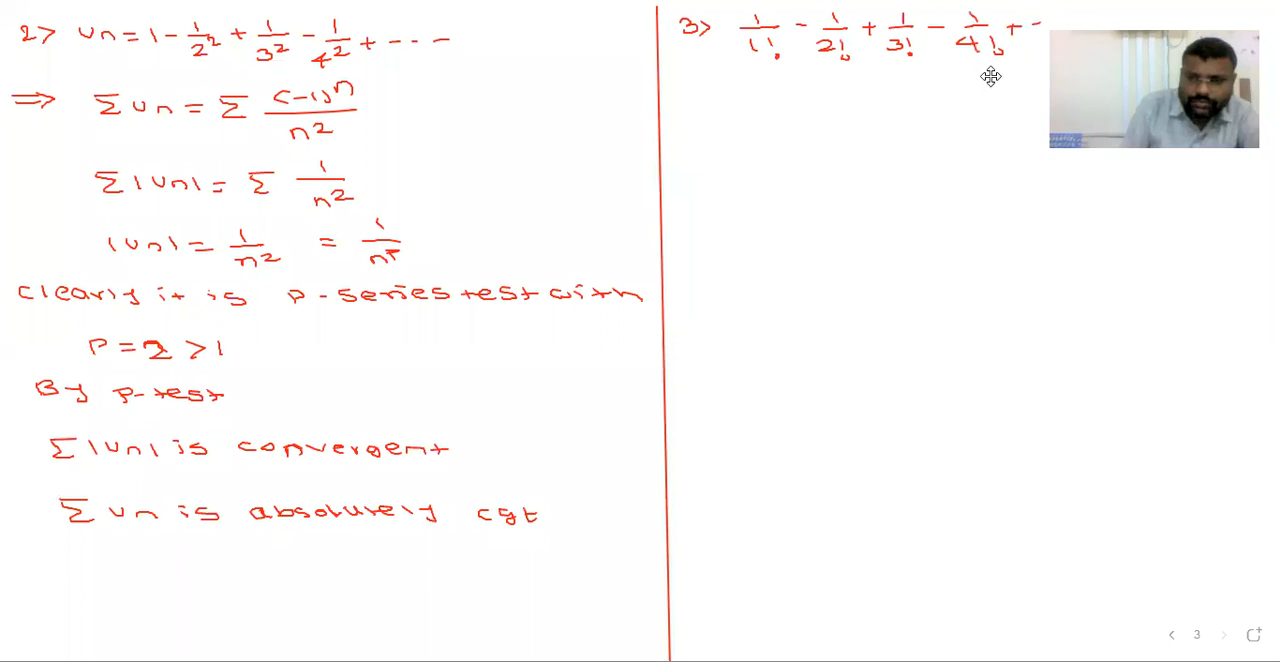 2> Un = 1 - 1/2² + 1/3² - 1/4² + - - - -
⇒ Σ Un = Σ (-1)ⁿ/n²
Σ |Un| = Σ 1/n²
|Un| = 1/n² = 1/nᴾ
clearly it is P-series test with
P = 2 > 1
By p-test
Σ |Un| is convergent
Σ Un is absolutely cgt
3> 1/1! - 1/2! + 1/3! - 1/4! + -
< 3 >